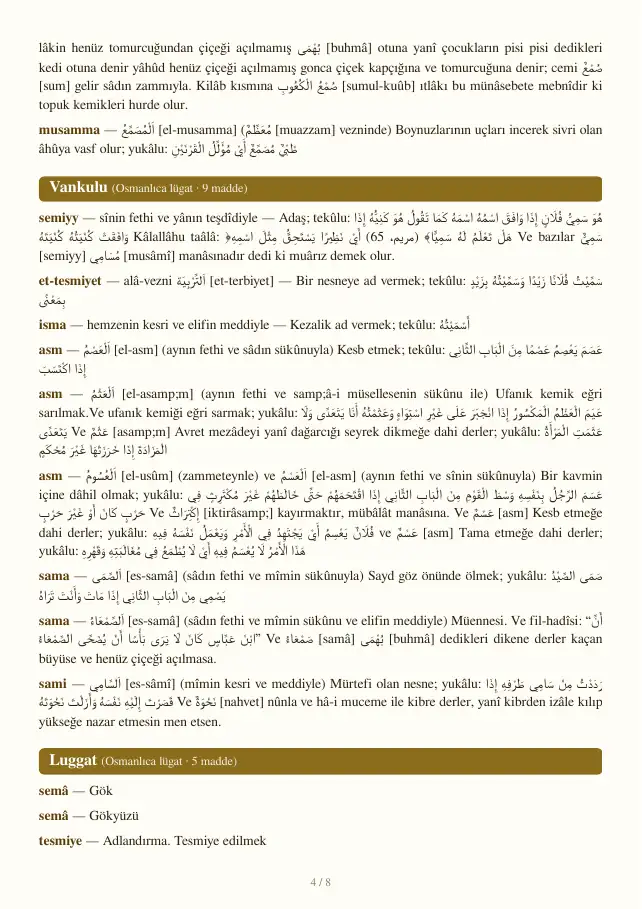 lâkin henüz tomurcuğundan çiçeği açılmamış بُهْمَى [buhmâ] otuna yanî çocukların pisi pisi dedikleri
kedi otuna denir yâhûd henüz çiçeği açılmamış gonca çiçek kapçığına ve tomurcuğuna denir; cemi صُمْعٌ
[sum] gelir sâdın zammıyla. Kilâb kısmına صُمْعُ الْكُعُوبِ [sumul-kuûb] ıtlâkı bu münâsebete mebnîdir ki
topuk kemikleri hurde olur.
musamma — اَلْمُصَمَّعُ [el-musamma] (مُعَظَّمٌ [muazzam] vezninde) Boynuzlarının uçları incerek sivri olan
âhûya vasf olur; yukâlu: ظَبْيٌ مُصَمَّعٌ أَيْ مُؤَلَّلُ الْقَرْنَيْنِ
Vankulu (Osmanlıca lügat · 9 madde)
semiyy — sînin fethi ve yânın teşdîdiyle — Adaş; tekûlu: هُوَ سَمِيُّ فُلَانٍ إِذَا وَافَقَ اسْمُهُ اسْمَهُ كَمَا تَقُولُ هُوَ كَنِيُّهُ إِذَا
وَافَقَتْ كُنْيَتُهُ كُنْيَتَهُ Kâlallâhu taâlâ: ﴿هَلْ تَعْلَمُ لَهُ سَمِيًّا﴾ (مريم، 65) أَيْ نَظِيرًا يَسْتَحِقُّ مِثْلَ اسْمِهِ Ve bazılar سَمِيٌّ
[semiyy] مُسَامِي [musâmî] manâsınadır dedi ki muârız demek olur.
et-tesmiyet — alâ-vezni اَلتَّرْبِيَة [et-terbiyet] — Bir nesneye ad vermek; tekûlu: سَمَّيْتُ فُلَانًا زَيْدًا وَسَمَّيْتُهُ بِزَيْدٍ
بِمَعْنًى
isma — hemzenin kesri ve elifin meddiyle — Kezalik ad vermek; tekûlu: أَسْمَيْتُهُ
asm — اَلْعَصْمُ [el-asm] (aynın fethi ve sâdın sükûnuyla) Kesb etmek; tekûlu: عَصَمَ يَعْصِمُ عَصْمًا مِنَ الْبَابِ الثَّانِي
إِذَا اكْتَسَبَ
asm — اَلْعَثْمُ [el-asamp;m] (aynın fethi ve samp;â-i müsellesenin sükûnu ile) Ufanık kemik eğri
sarılmak.Ve ufanık kemiği eğri sarmak; yukâlu: عَثِمَ الْعَظْمُ الْمَكْسُورُ إِذَا انْجَبَرَ عَلَى غَيْرِ اسْتِوَاءٍ وَعَثَمْتُهُ أَنَا يَتَعَدَّى وَلَا
يَتَعَدَّى Ve عَثْمٌ [asamp;m] Avret mezâdeyi yanî dağarcığı seyrek dikmeğe dahi derler; yukâlu: عَثَمَتِ الْمَرْأَةُ
الْمَزَادَةَ إِذَا خَرَزَتْهَا غَيْرَ مُحْكَمٍ
asm — اَلْعُسُومُ [el-usûm] (zammeteynle) ve اَلْعَسْمُ [el-asm] (aynın fethi ve sînin sükûnuyla) Bir kavmin
içine dâhil olmak; yukâlu: عَسَمَ الرَّجُلُ بِنَفْسِهِ وَسْطَ الْقَوْمِ مِنَ الْبَابِ الثَّانِي إِذَا اقْتَحَمَهُمْ حَتَّى خَالَطَهُمْ غَيْرَ مُكْتَرِثٍ فِي
حَرْبٍ كَانَ أَوْ غَيْرَ حَرْبٍ Ve إِكْتِرَاثٌ [iktirâsamp;] kayırmaktır, mübâlât manâsına. Ve عَسْمٌ [asm] Kesb etmeğe
dahi derler; yukâlu: فُلَانٌ يَعْسِمُ أَيْ يَجْتَهِدُ فِي الْأَمْرِ وَيَعْمَلُ نَفْسَهُ فِيهِ ve عَسْمٌ [asm] Tama etmeğe dahi derler;
yukâlu: هَذَا الْأَمْرُ لَا يُعْسَمُ فِيهِ أَيْ لَا يُطْمَعُ فِي مُغَالَبَتِهِ وَقَهْرِهِ
sama — اَلصَّمَى [es-samâ] (sâdın fethi ve mîmin sükûnuyla) Sayd göz önünde ölmek; yukâlu: صَمَى الصَّيْدُ
يَصْمِي مِنَ الْبَابِ الثَّانِي إِذَا مَاتَ وَأَنْتَ تَرَاهُ
sama — اَلصَّمْعَاءُ [es-samâ] (sâdın fethi ve mîmin sükûnu ve elifin meddiyle) Müennesi. Ve fil-hadîsi: “أَنَّ
ابْنَ عَبَّاسٍ كَانَ لَا يَرَى بَأْسًا أَنْ يُضَحَّى الصَّمْعَاءُ” Ve صَمْعَاءُ [samâ] بُهْمَى [buhmâ] dedikleri dikene derler kaçan
büyüse ve henüz çiçeği açılmasa.
sami — اَلسَّامِي [es-sâmî] (mîmin kesri ve meddiyle) Mürtefi olan nesne; yukâlu: رَدَدْتُ مِنْ سَامِي طَرْفِهِ إِذَا
قَصَرْتَ إِلَيْهِ نَفْسَهُ وَأَزَلْتَ نَخْوَتَهُ Ve نَخْوَةٌ [nahvet] nûnla ve hâ-i muceme ile kibre derler, yanî kibrden izâle kılıp
yükseğe nazar etmesin men etsen.
Luggat (Osmanlıca lügat · 5 madde)
semâ — Gök
semâ — Gökyüzü
tesmiye — Adlandırma. Tesmiye edilmek
4 / 8